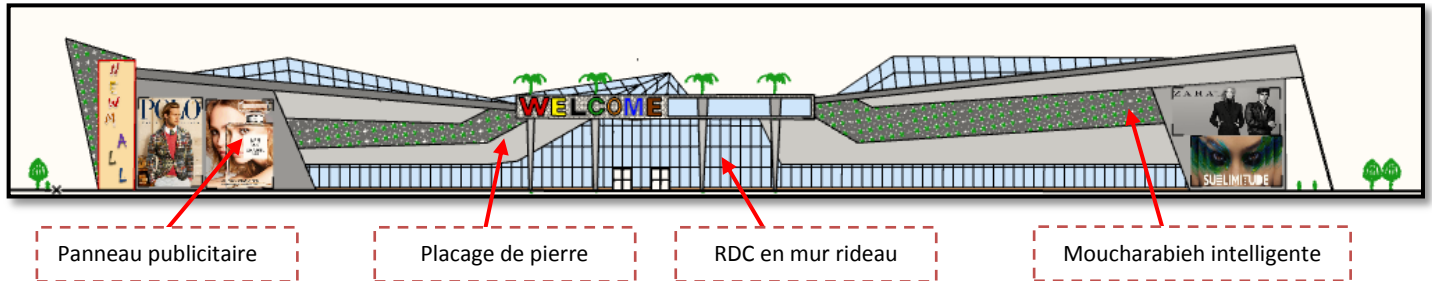 NEW MALL
POLO
WELCOME
ZARA
SUBLIMITUDE
Panneau publicitaire
Placage de pierre
RDC en mur rideau
Moucharabieh intelligente